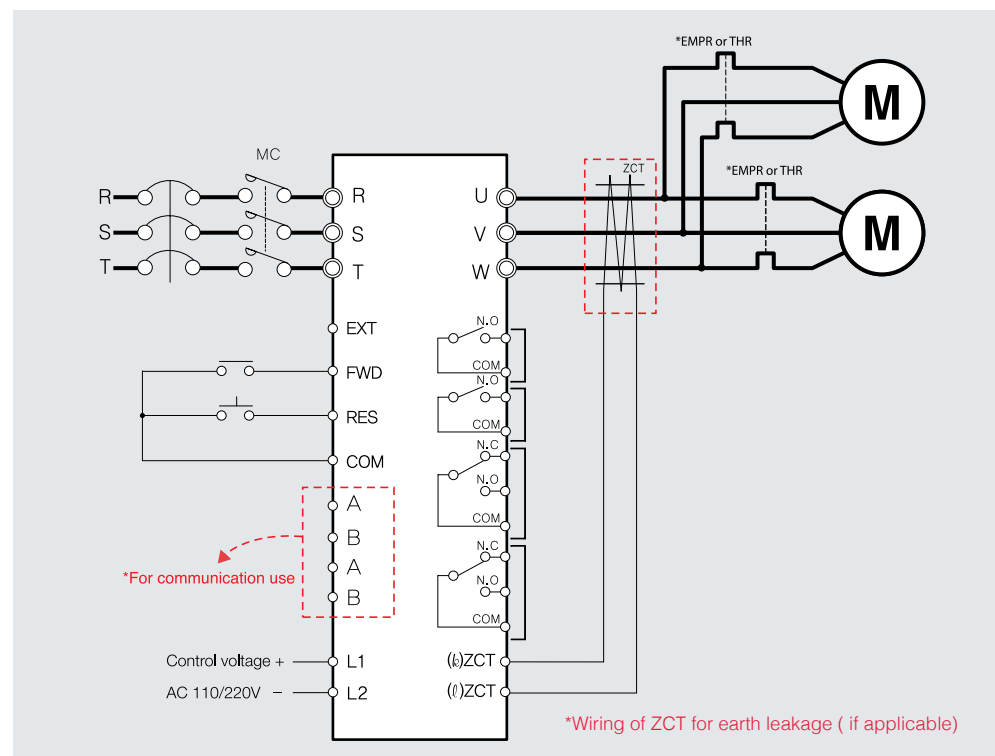 *EMPR or THR
M
MC
ZCT
*EMPR or THR
R
R
U
S
S
V
M
T
T
W
EXT
N.O
COM
FWD
N.O
RES
COM
N.C
COM
N.O
A
COM
B
N.C
*For communication use
A
N.O
B
COM
Control voltage +
L1
(k)ZCT
AC 110/220V −
L2
(ℓ)ZCT
*Wiring of ZCT for earth leakage ( if applicable)